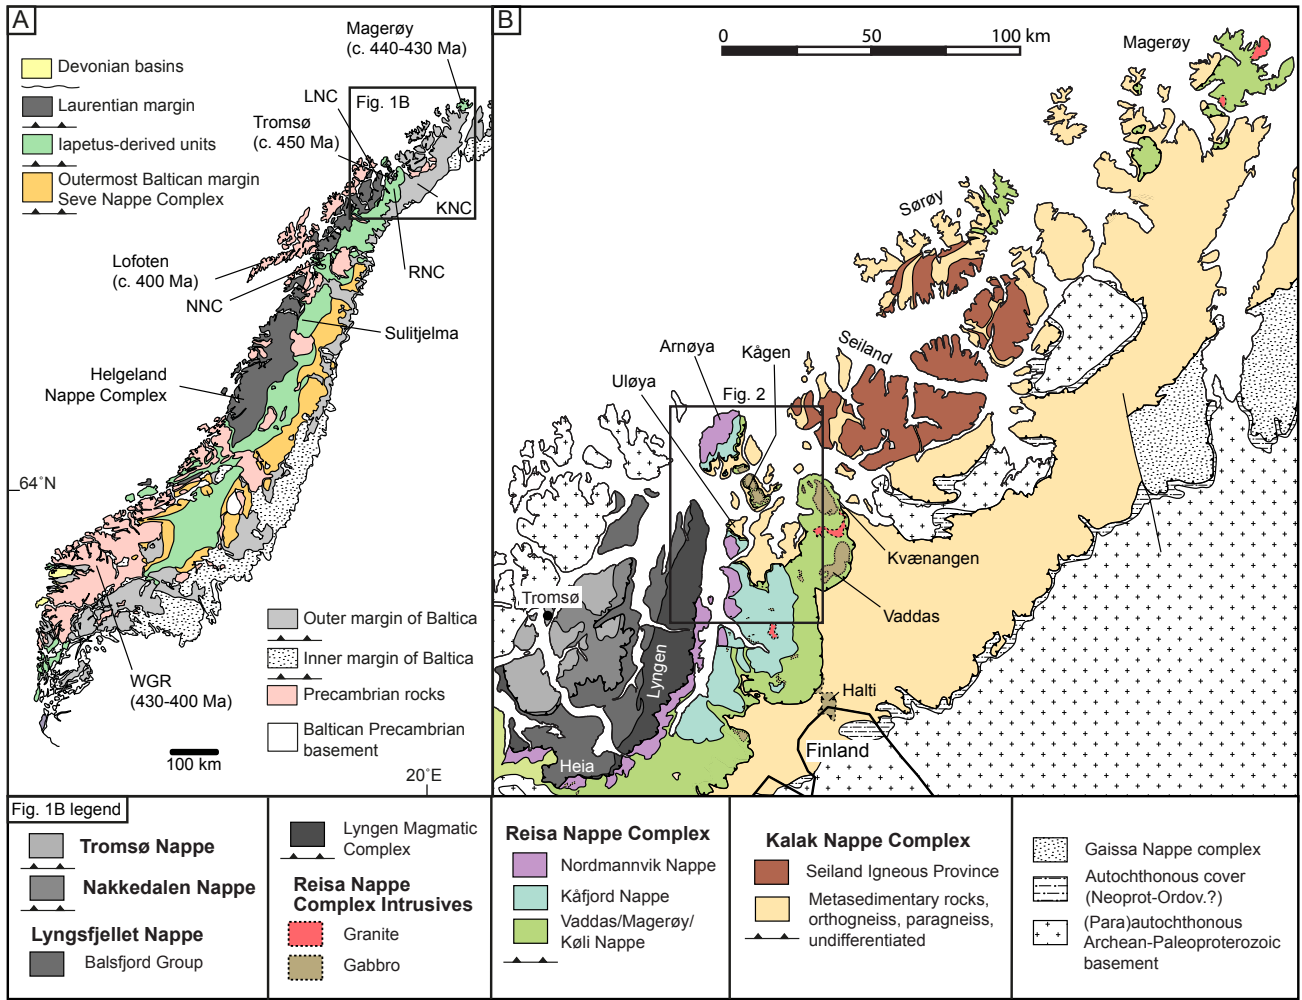 A
Magerøy
(c. 440-430 Ma)
Devonian basins
Laurentian margin
Iapetus-derived units
Outermost Baltican margin
Seve Nappe Complex
LNC
Fig. 1B
Tromsø
(c. 450 Ma)
KNC
RNC
Lofoten
(c. 400 Ma)
NNC
Sulitjelma
Helgeland
Nappe Complex
64°N
WGR
(430-400 Ma)
Outer margin of Baltica
Inner margin of Baltica
Precambrian rocks
Baltican Precambrian
basement
100 km
20°E
B
0
50
100 km
Magerøy
Sørøy
Seiland
Arnøya
Kågen
Uløya
Fig. 2
Kvænangen
Vaddas
Tromsø
Lyngen
Halti
Finland
Heia
Fig. 1B legend
Tromsø Nappe
Nakkedalen Nappe
Lyngsfjellet Nappe
Balsfjord Group
Lyngen Magmatic
Complex
Reisa Nappe
Complex Intrusives
Granite
Gabbro
Reisa Nappe Complex
Nordmannvik Nappe
Kåfjord Nappe
Vaddas/Magerøy/
Køli Nappe
Kalak Nappe Complex
Seiland Igneous Province
Metasedimentary rocks,
orthogneiss, paragneiss,
undifferentiated
Gaissa Nappe complex
Autochthonous cover
(Neoprot-Ordov.?)
(Para)autochthonous
Archean-Paleoproterozoic
basement